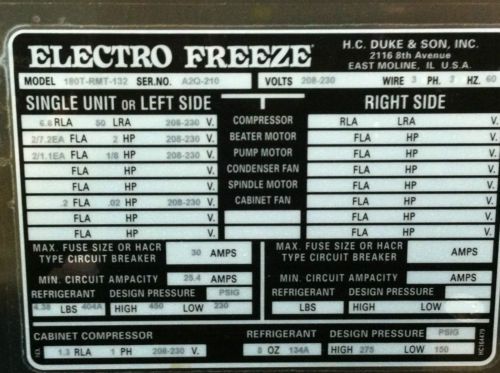 ELECTRO FREEZE
H.C. DUKE & SON, INC.
2116 8th Avenue
EAST MOLINE, IL U.S.A.
MODEL 180T-RMT-132 SER.NO. A2Q-210 VOLTS 208-230 WIRE 3 PH. HZ. 60
SINGLE UNIT OR LEFT SIDE RIGHT SIDE
RLA 50 LRA 208-230 V. COMPRESSOR RLA LRA V.
2/7.2EA FLA 2 HP 208-230 V. BEATER MOTOR FLA HP V.
2/1.1EA FLA 1/8 HP 208-230 V. PUMP MOTOR FLA HP V.
FLA HP V. CONDENSER FAN FLA HP V.
FLA HP V. SPINDLE MOTOR FLA HP V.
.2 FLA .02 HP 208-230 V. CABINET FAN FLA HP V.
FLA HP V. FLA HP V.
MAX. FUSE SIZE OR HACR TYPE CIRCUIT BREAKER 30 AMPS
MAX. FUSE SIZE OR HACR TYPE CIRCUIT BREAKER AMPS
MIN. CIRCUIT AMPACITY 25.4 AMPS
MIN. CIRCUIT AMPACITY AMPS
REFRIGERANT DESIGN PRESSURE PSIG
4.38 LBS 404A HIGH 450 LOW 230
REFRIGERANT DESIGN PRESSURE
LBS HIGH LOW
CABINET COMPRESSOR REFRIGERANT DESIGN PRESSURE PSIG
1.3 RLA 1 PH 208-230 V. 8 OZ 134A HIGH 275 LOW 150
HC164479